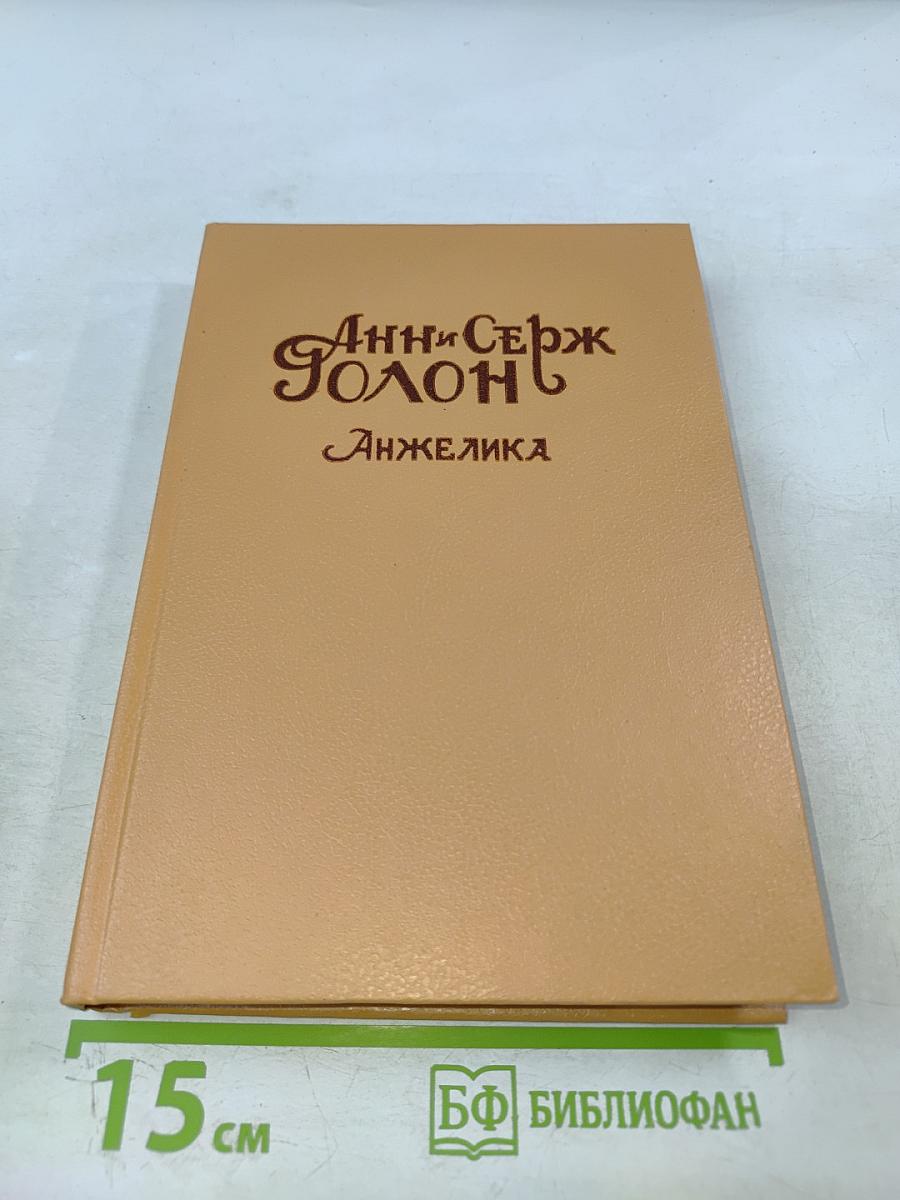 Анн и Серж
Голон
Анжелика
15 см
БФ БИБЛИОФАН